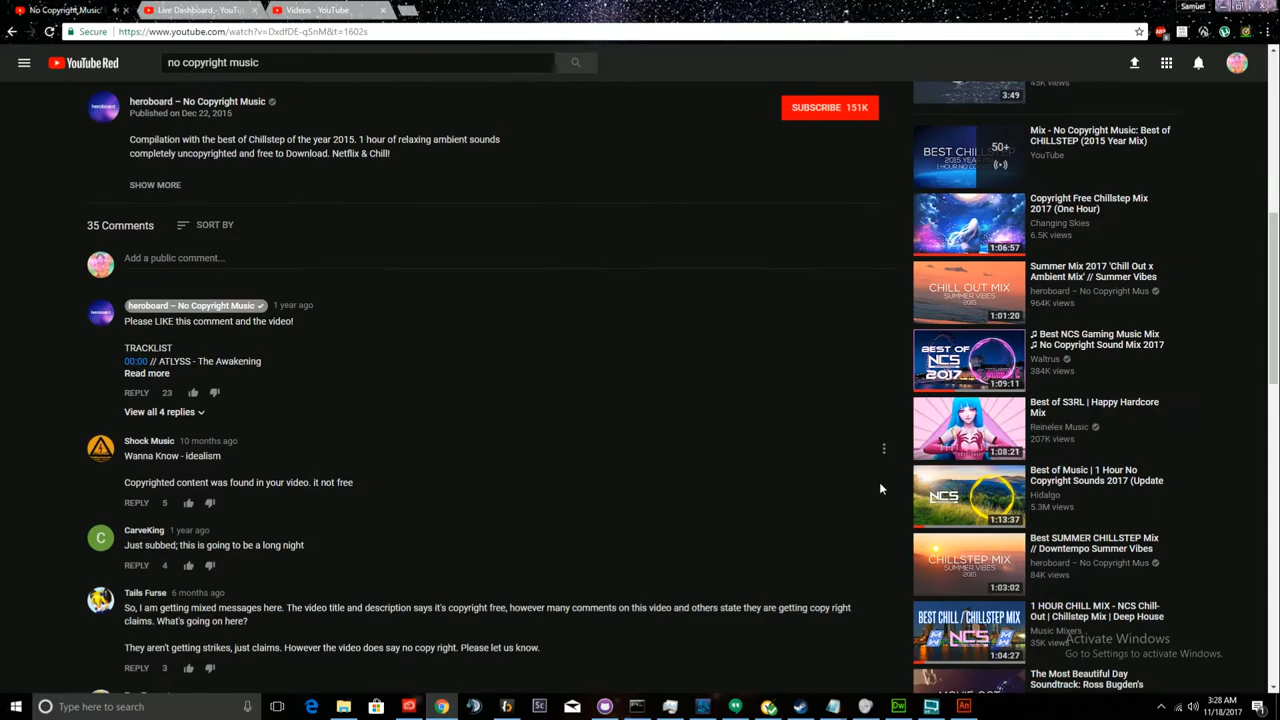 No Copyright Music
Live Dashboard - YouTu
Videos - YouTube
Samuel
Secure
https://www.youtube.com/watch?v=DxdfDE-qSnM&t=1602s
YouTube Red
no copyright music
heroboard – No Copyright Music
Published on Dec 22, 2015
SUBSCRIBE 151K
Compilation with the best of Chillstep of the year 2015. 1 hour of relaxing ambient sounds
completely uncopyrighted and free to Download. Netflix & Chill!
SHOW MORE
35 Comments
SORT BY
Add a public comment...
heroboard – No Copyright Music
1 year ago
Please LIKE this comment and the video!
TRACKLIST
00:00 // ATLYSS - The Awakening
Read more
REPLY 23
View all 4 replies
Shock Music 10 months ago
Wanna Know - idealism
Copyrighted content was found in your video. it not free
REPLY 5
C
CarveKing 1 year ago
Just subbed; this is going to be a long night
REPLY 4
Tails Furse 6 months ago
So, I am getting mixed messages here. The video title and description says it's copyright free, however many comments on this video and others state they are getting copy right
claims. What's going on here?
They aren't getting strikes, just claims. However the video does say no copy right. Please let us know.
REPLY 3
45K views
3:49
BEST CHILLSTEP
2015 YEAR MIX
50+
Mix - No Copyright Music: Best of
CHILLSTEP (2015 Year Mix)
YouTube
1:06:57
Copyright Free Chillstep Mix
2017 (One Hour)
Changing Skies
6.5K views
CHILL OUT MIX
SUMMER VIBES
2015
1:01:20
Summer Mix 2017 'Chill Out x
Ambient Mix' // Summer Vibes
heroboard – No Copyright Mus
964K views
BEST OF
NCS
2017
1:09:11
♫ Best NCS Gaming Music Mix
♫ No Copyright Sound Mix 2017
Waltrus
384K views
1:08:21
Best of S3RL | Happy Hardcore
Mix
Reinelex Music
207K views
NCS
1:13:37
Best of Music | 1 Hour No
Copyright Sounds 2017 (Update
Hidalgo
5.3M views
CHILLSTEP MIX
SUMMER VIBES
2015
1:03:02
Best SUMMER CHILLSTEP Mix
// Downtempo Summer Vibes
heroboard – No Copyright Mus
84K views
BEST CHILL / CHILLSTEP MIX
NCS
1:04:27
1 HOUR CHILL MIX - NCS Chill-
Out | Chillstep Mix | Deep House
Music Mixers
35K views
The Most Beautiful Day
Soundtrack: Ross Bugden's
Activate Windows
Go to Settings to activate Windows.
Type here to search
Sc
Dw
An
3:28 AM
11/18/2017